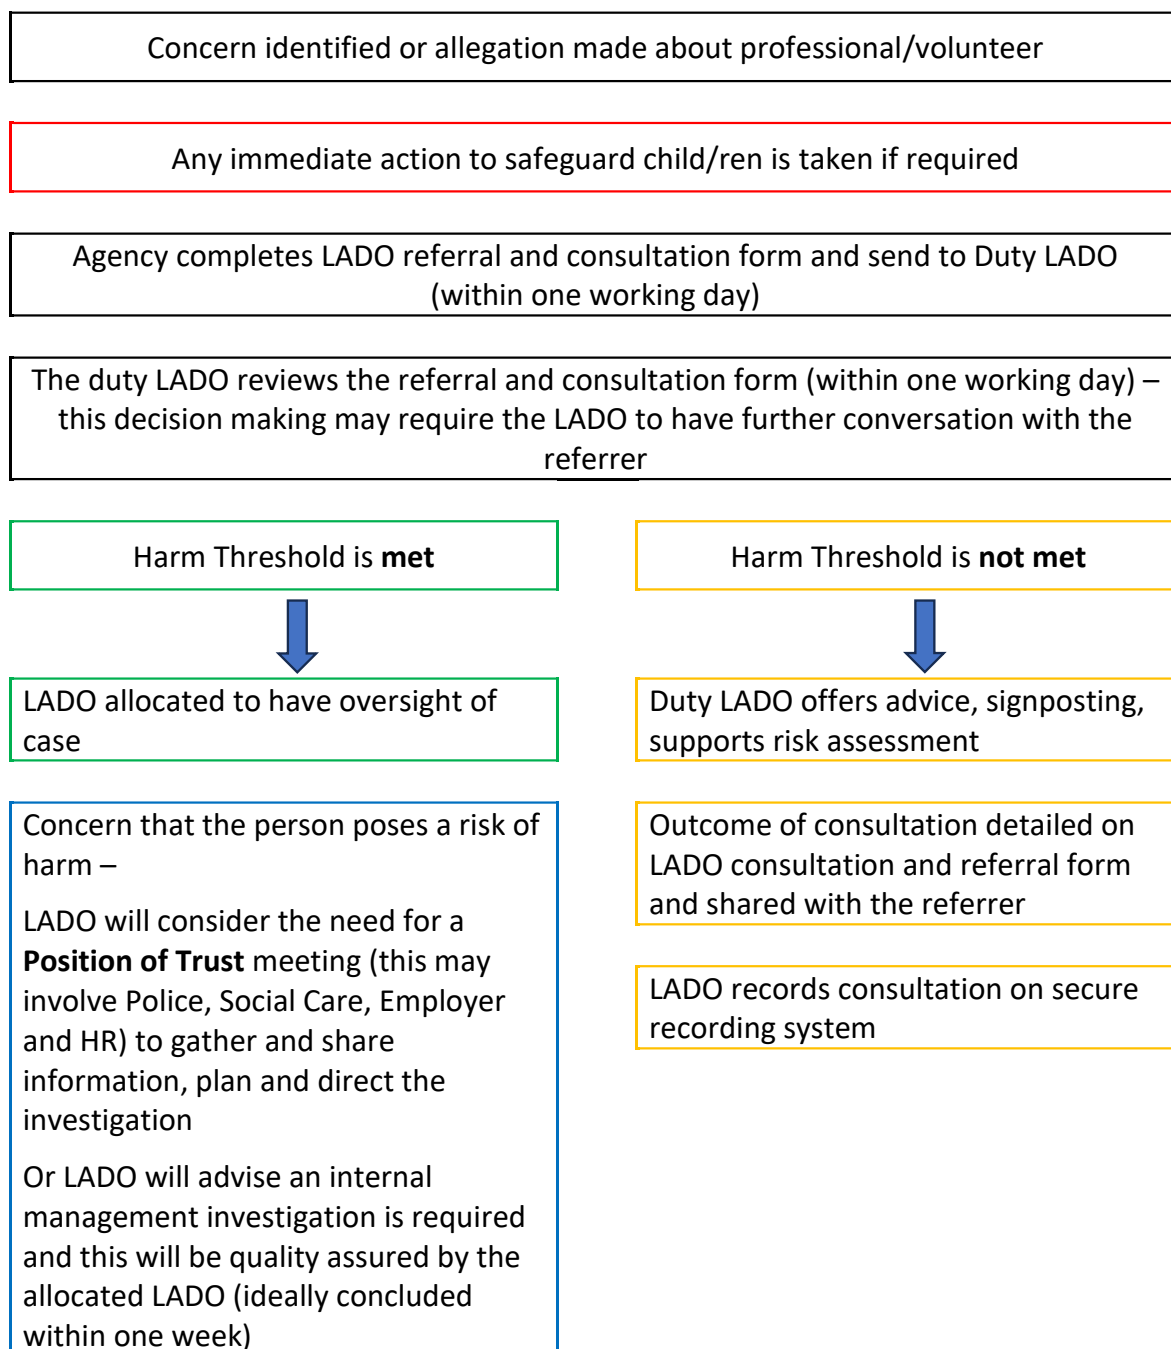 Concern identified or allegation made about professional/volunteer
Any immediate action to safeguard child/ren is taken if required
Agency completes LADO referral and consultation form and send to Duty LADO
(within one working day)
The duty LADO reviews the referral and consultation form (within one working day) –
this decision making may require the LADO to have further conversation with the
referrer
Harm Threshold is met
Harm Threshold is not met
LADO allocated to have oversight of
case
Duty LADO offers advice, signposting,
supports risk assessment
Concern that the person poses a risk of
harm –
LADO will consider the need for a
Position of Trust meeting (this may
involve Police, Social Care, Employer
and HR) to gather and share
information, plan and direct the
investigation
Or LADO will advise an internal
management investigation is required
and this will be quality assured by the
allocated LADO (ideally concluded
within one week)
Outcome of consultation detailed on
LADO consultation and referral form
and shared with the referrer
LADO records consultation on secure
recording system